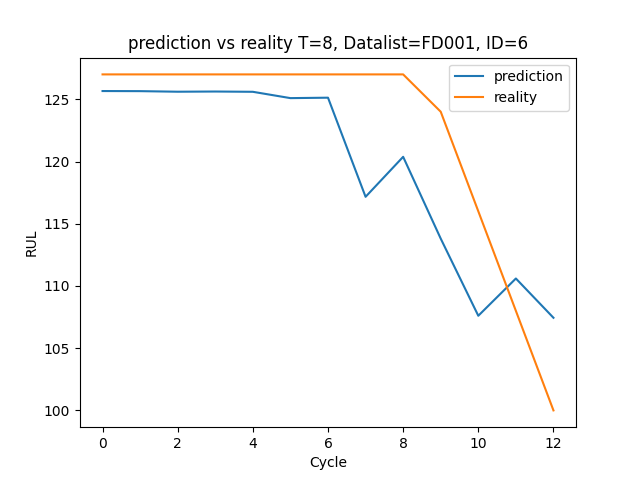 prediction vs reality T=8, Datalist=FD001, ID=6
prediction
reality
125
120
115
110
105
100
RUL
0 2 4 6 8 10 12
Cycle